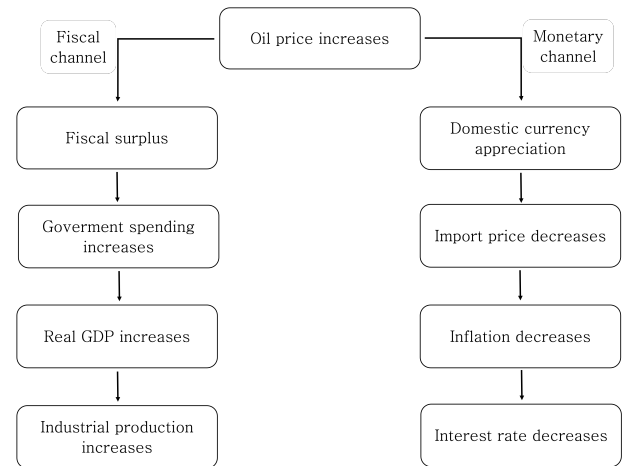 Oil price increases
Fiscal
channel
Monetary
channel
Fiscal surplus
Domestic currency
appreciation
Goverment spending
increases
Import price decreases
Real GDP increases
Inflation decreases
Industrial production
increases
Interest rate decreases